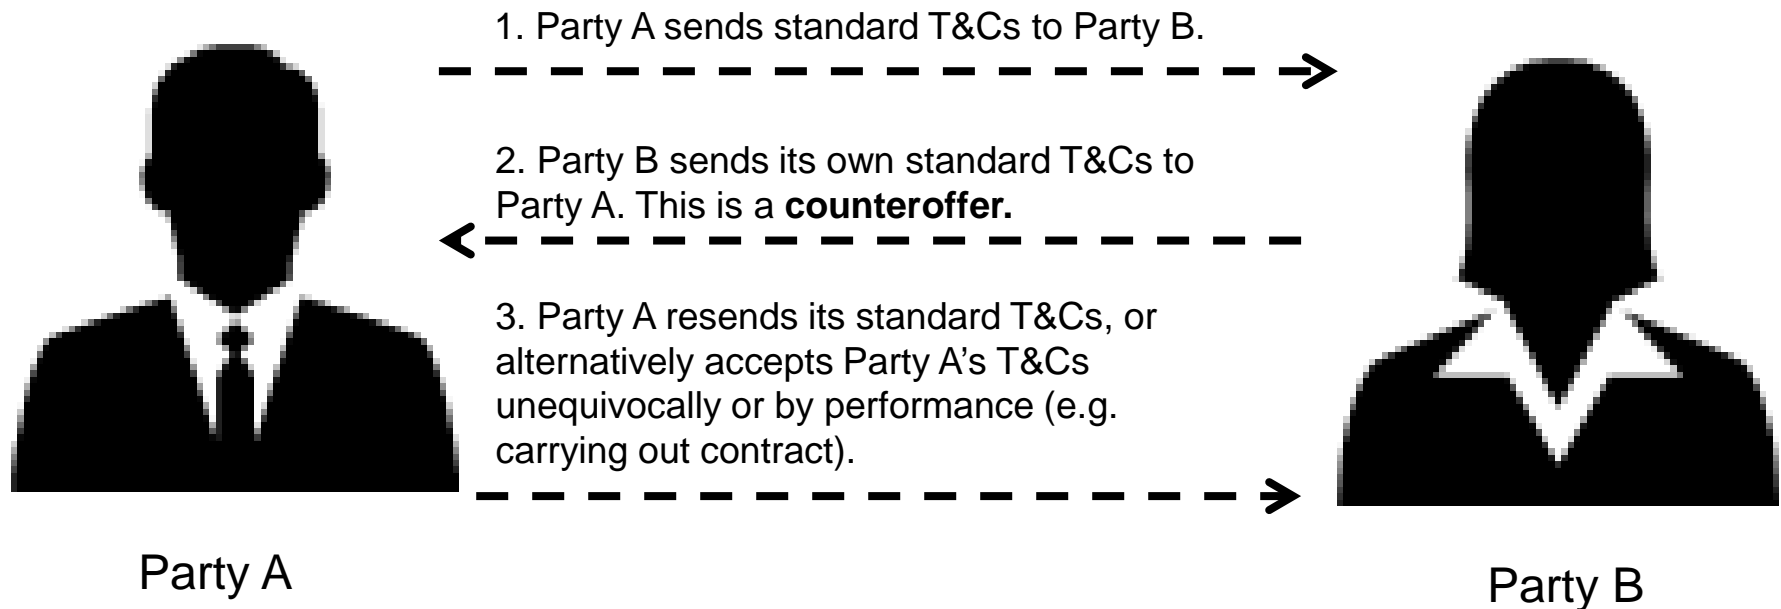 1. Party A sends standard T&Cs to Party B.
2. Party B sends its own standard T&Cs to
Party A. This is a counteroffer.
3. Party A resends its standard T&Cs, or
alternatively accepts Party A’s T&Cs
unequivocally or by performance (e.g.
carrying out contract).
Party A
Party B